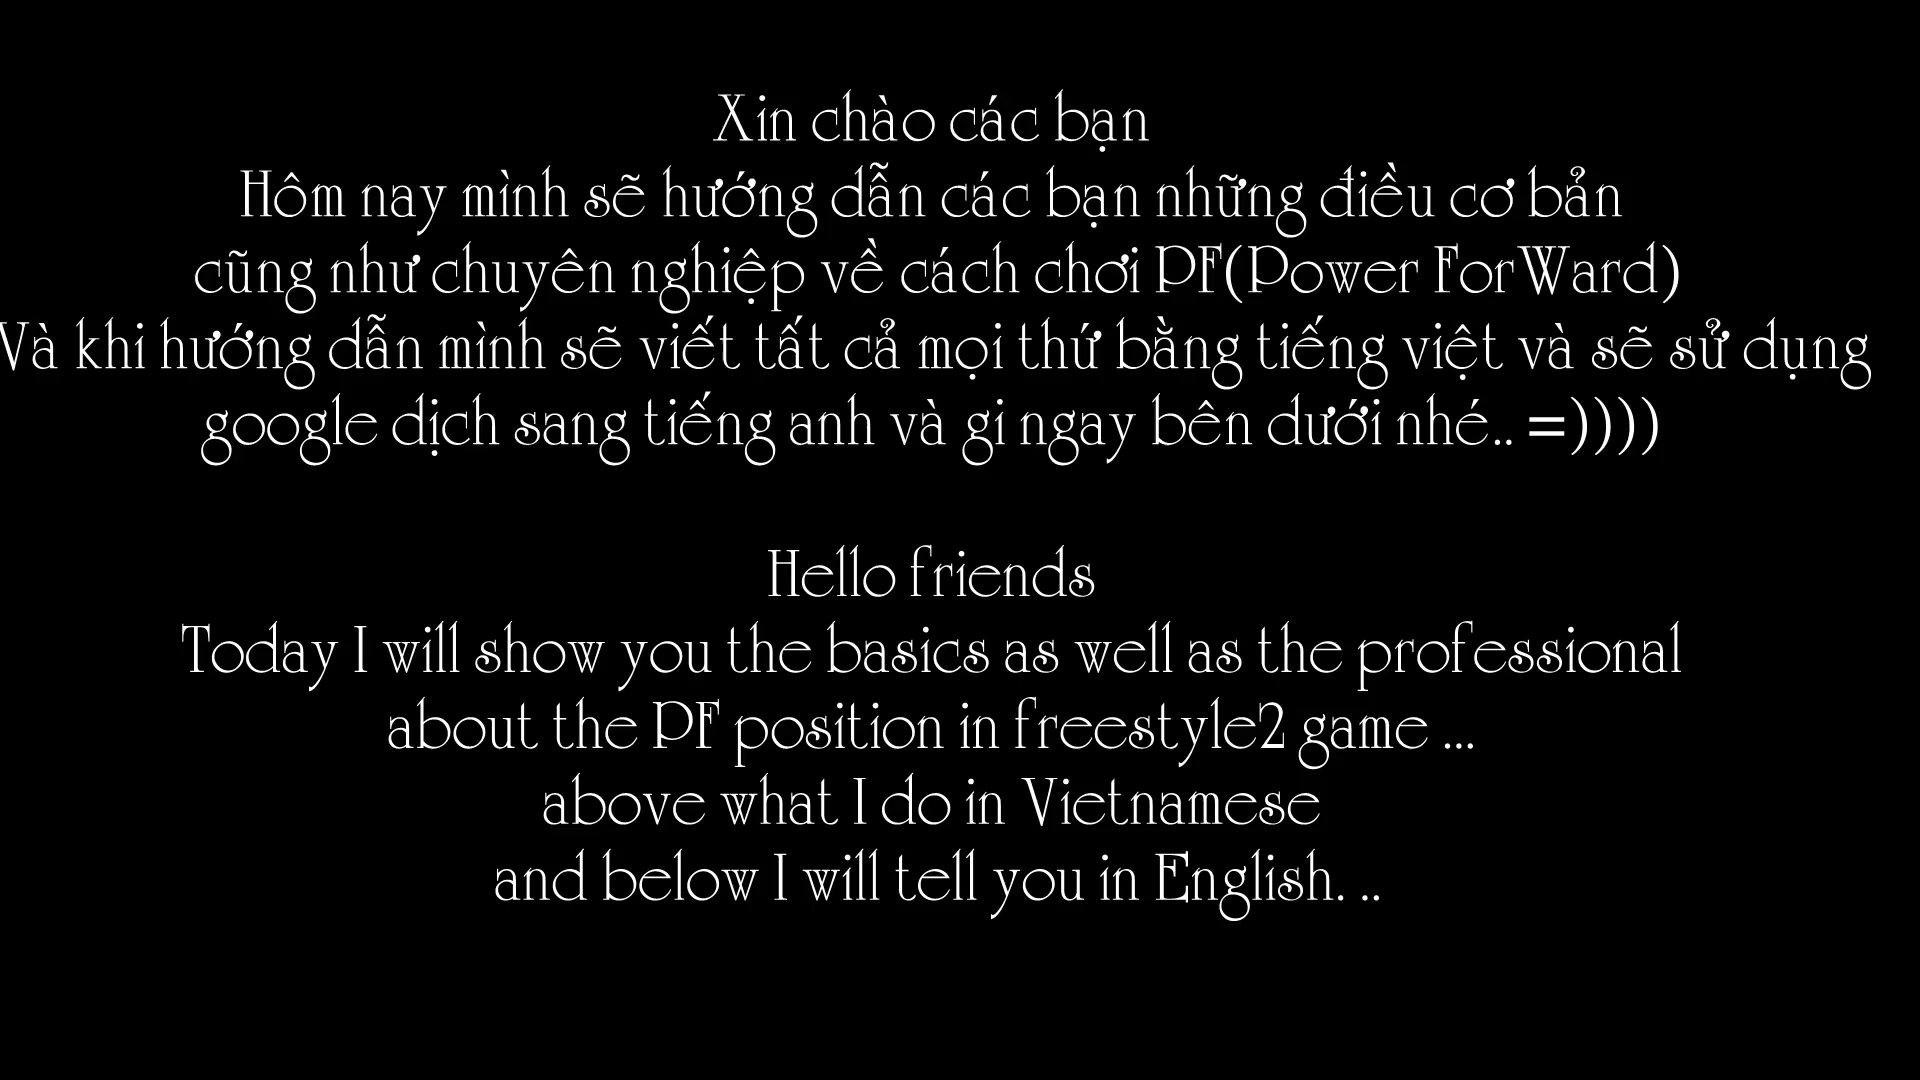 Xin chào các bạn
Hôm nay mình sẽ hướng dẫn các bạn những điều cơ bản
cũng như chuyên nghiệp về cách chơi PF(Power ForWard)
Và khi hướng dẫn mình sẽ viết tất cả mọi thứ bằng tiếng việt và sẽ sử dụng
google dịch sang tiếng anh và gi ngay bên dưới nhé.. =))))
Hello friends
Today I will show you the basics as well as the professional
about the PF position in freestyle2 game ...
above what I do in Vietnamese
and below I will tell you in English. ..